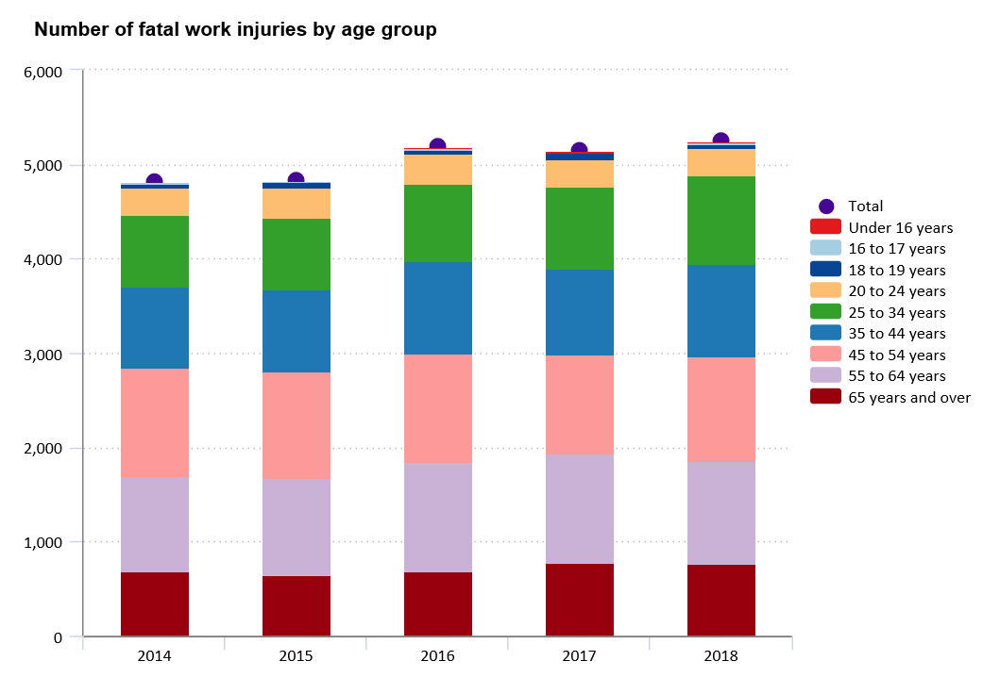 Number of fatal work injuries by age group
6,000
5,000
4,000
3,000
2,000
1,000
0
2014 2015 2016 2017 2018
Total
Under 16 years
16 to 17 years
18 to 19 years
20 to 24 years
25 to 34 years
35 to 44 years
45 to 54 years
55 to 64 years
65 years and over